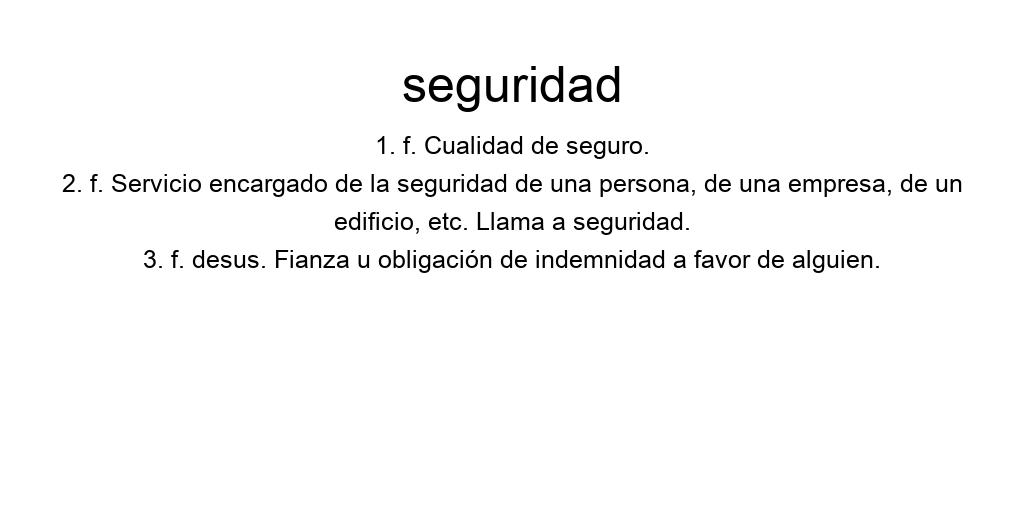 seguridad
1. f. Cualidad de seguro.
2. f. Servicio encargado de la seguridad de una persona, de una empresa, de un
edificio, etc. Llama a seguridad.
3. f. desus. Fianza u obligación de indemnidad a favor de alguien.